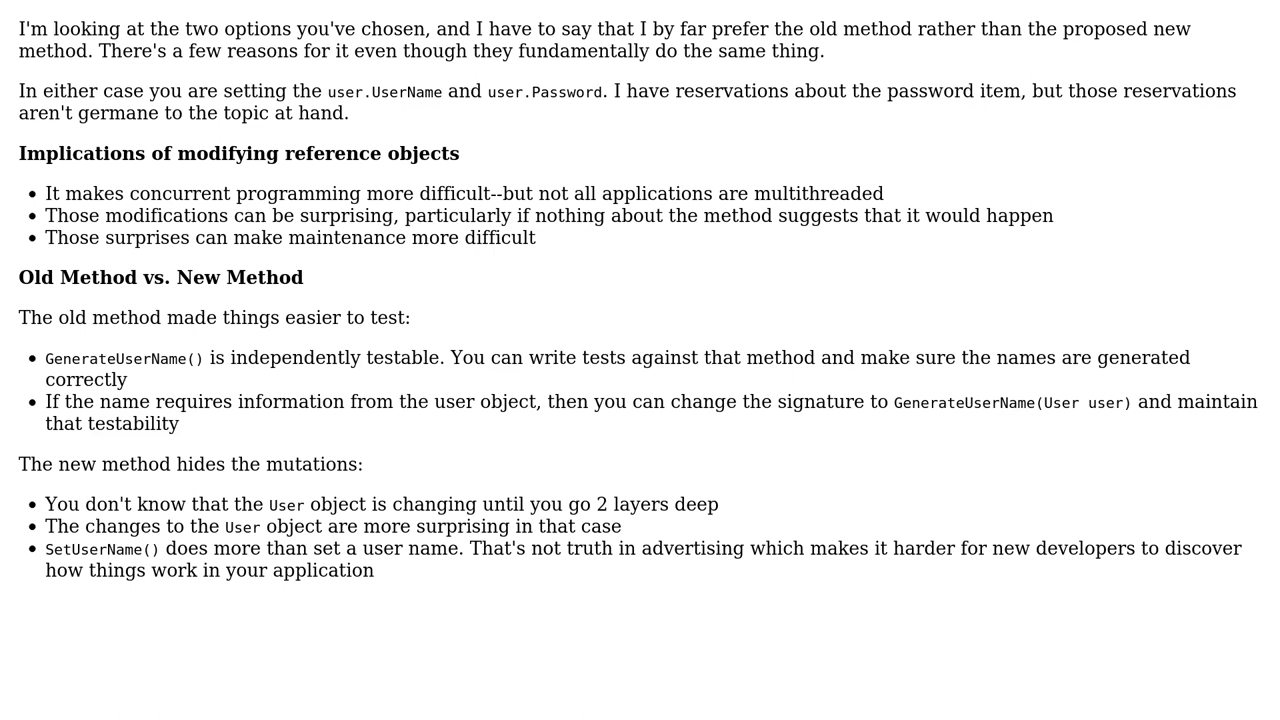 I'm looking at the two options you've chosen, and I have to say that I by far prefer the old method rather than the proposed new
method. There's a few reasons for it even though they fundamentally do the same thing.
In either case you are setting the user.UserName and user.Password. I have reservations about the password item, but those reservations
aren't germane to the topic at hand.
Implications of modifying reference objects
• It makes concurrent programming more difficult--but not all applications are multithreaded
• Those modifications can be surprising, particularly if nothing about the method suggests that it would happen
• Those surprises can make maintenance more difficult
Old Method vs. New Method
The old method made things easier to test:
• GenerateUserName() is independently testable. You can write tests against that method and make sure the names are generated
correctly
• If the name requires information from the user object, then you can change the signature to GenerateUserName(User user) and maintain
that testability
The new method hides the mutations:
• You don't know that the User object is changing until you go 2 layers deep
• The changes to the User object are more surprising in that case
• SetUserName() does more than set a user name. That's not truth in advertising which makes it harder for new developers to discover
how things work in your application